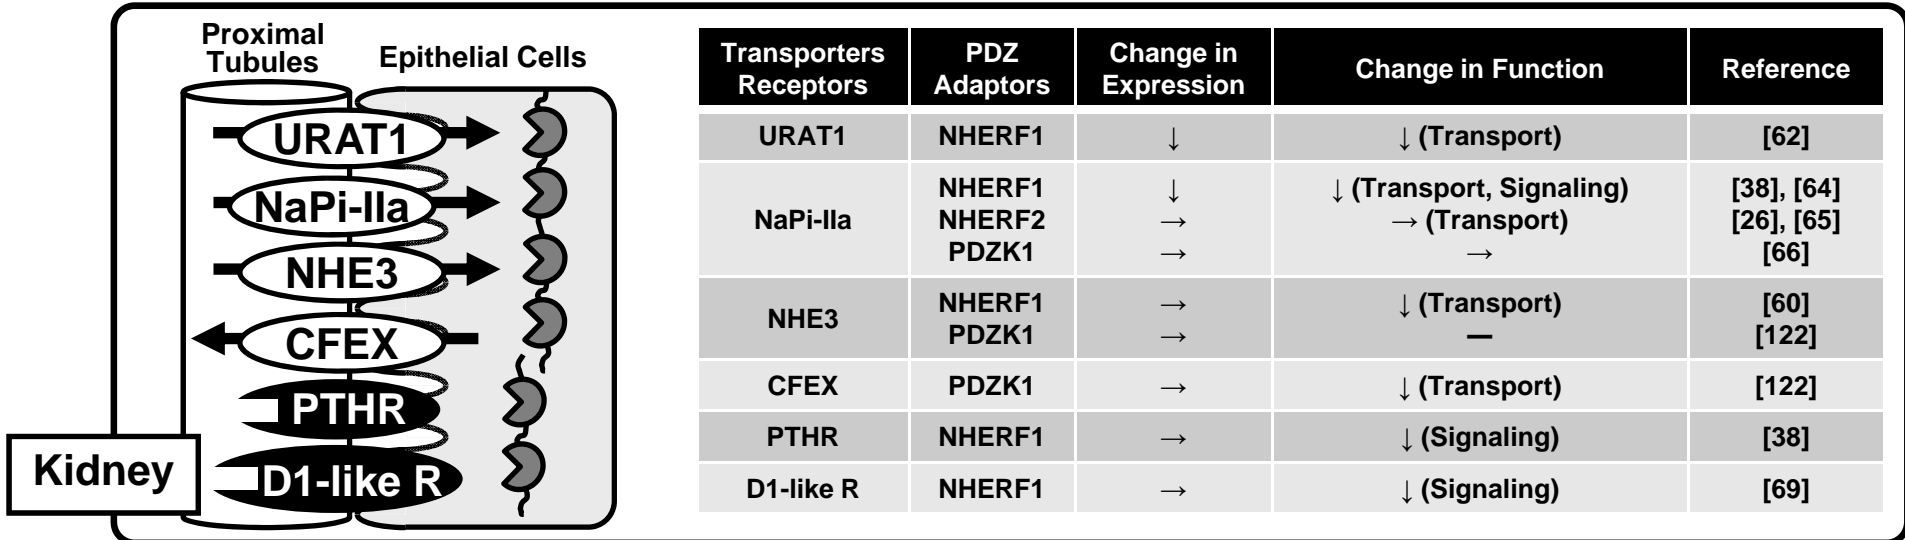 Proximal
Tubules
Epithelial Cells
URAT1
NaPi-IIa
NHE3
CFEX
PTHR
D1-like R
Kidney
Transporters Receptors PDZ Adaptors Change in Expression Change in Function Reference
URAT1 NHERF1 ↓ ↓ (Transport) [62]
NaPi-IIa NHERF1 ↓ ↓ (Transport, Signaling) [38], [64]
NHERF2 → → (Transport) [26], [65]
PDZK1 → → [66]
NHE3 NHERF1 → ↓ (Transport) [60]
PDZK1 → — [122]
CFEX PDZK1 → ↓ (Transport) [122]
PTHR NHERF1 → ↓ (Signaling) [38]
D1-like R NHERF1 → ↓ (Signaling) [69]